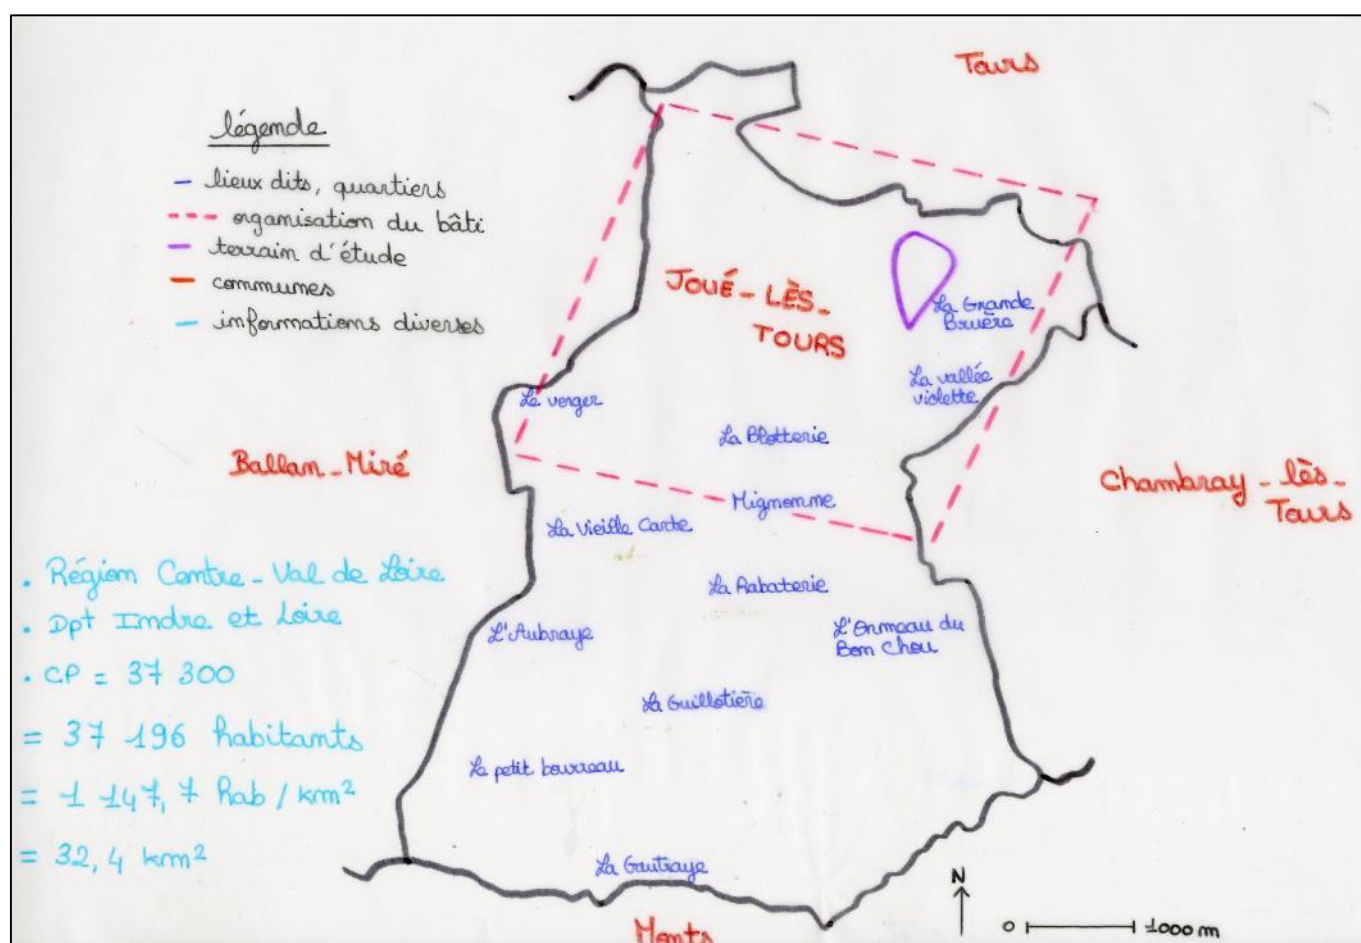 Tours
légende
lieux dits, quartiers
organisation du bâti
terrain d'étude
communes
informations diverses
JOUÉ-LÈS-
TOURS
La Grande
Bruère
La vallée
violette
Le verger
La Blotterie
Ballan-Miré
Chambray-lès-
Tours
Mignonne
La Vieille Carte
. Région Centre-Val de Loire
. Dpt Indre et Loire
. CP = 37 300
= 37 196 habitants
= 1 147,7 hab/km²
= 32,4 km²
La Rabaterie
L'Aubraye
L'Ormeau du
Bon Chou
La Guillotière
Le petit bourreau
La Gautraye
Monts
N
0 1000 m